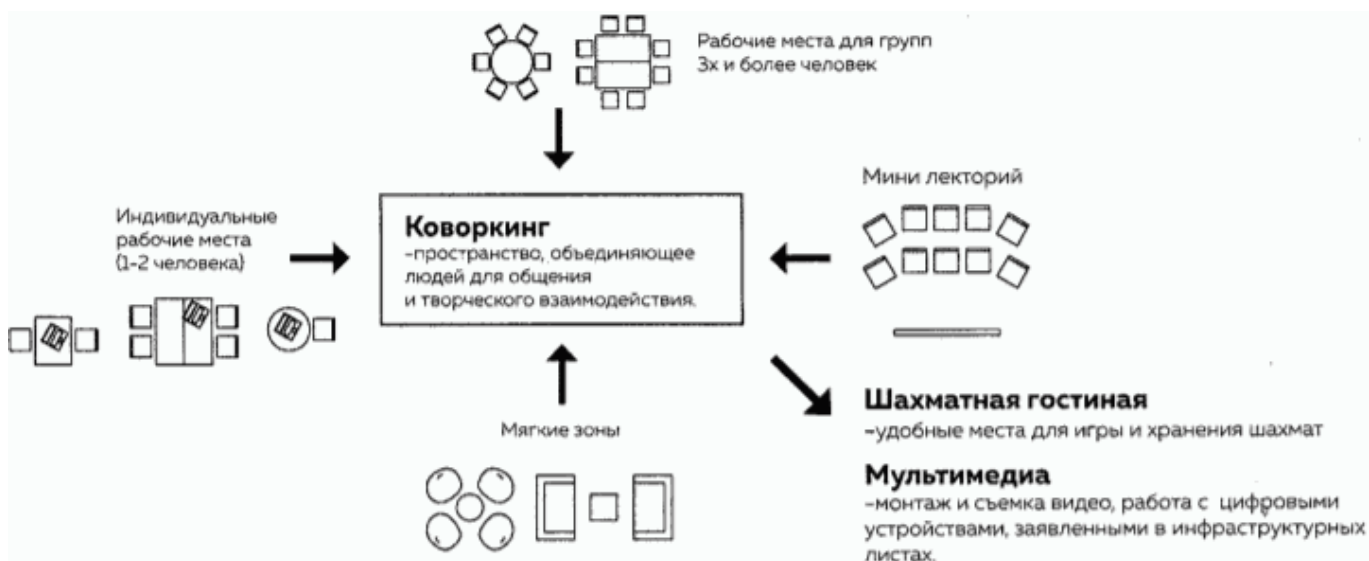 Рабочие места для групп
3х и более человек
Мини лекторий
Индивидуальные
рабочие места
(1-2 человека)
Коворкинг
-пространство, объединяющее
людей для общения
и творческого взаимодействия.
Мягкие зоны
Шахматная гостиная
-удобные места для игры и хранения шахмат
Мультимедиа
-монтаж и съемка видео, работа с цифровыми
устройствами, заявленными в инфраструктурных
листах.